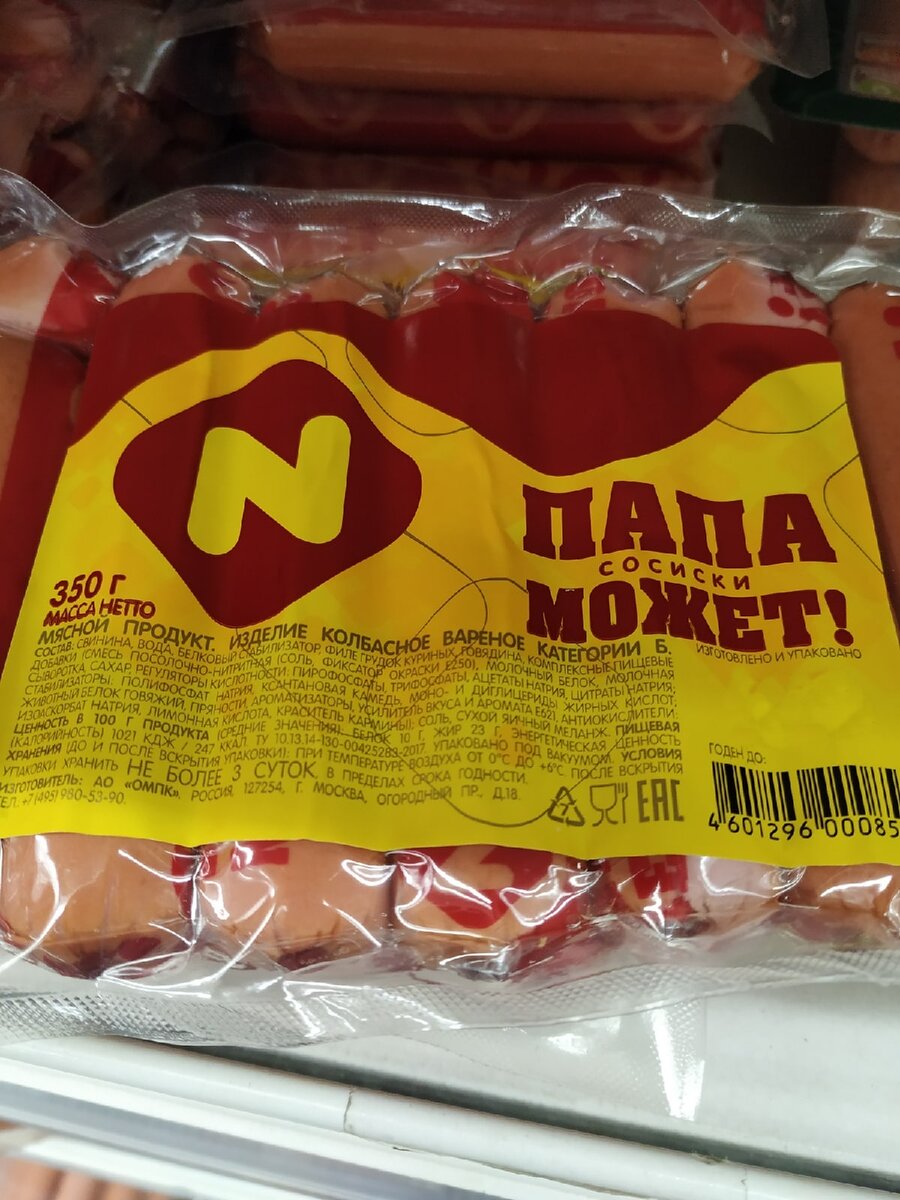 N
ПАПА
СОСИСКИ
МОЖЕТ!
350 г
МАССА НЕТТО
МЯСНОЙ ПРОДУКТ. ИЗДЕЛИЕ КОЛБАСНОЕ ВАРЕНОЕ КАТЕГОРИИ Б.
ИЗГОТОВЛЕНО И УПАКОВАНО
СОСТАВ: СВИНИНА, ВОДА, БЕЛКОВЫЙ СТАБИЛИЗАТОР, ФИЛЕ ГРУДОК КУРИНЫХ, ГОВЯДИНА, КОМПЛЕКСНЫЕ ПИЩЕВЫЕ
ДОБАВКИ (СМЕСЬ ПОСОЛОЧНО-НИТРИТНАЯ (СОЛЬ, ФИКСАТОР ОКРАСКИ Е250), МОЛОЧНЫЙ БЕЛОК, МОЛОЧНАЯ
СЫВОРОТКА, САХАР, РЕГУЛЯТОРЫ КИСЛОТНОСТИ: ПИРОФОСФАТЫ, ТРИФОСФАТЫ, АЦЕТАТЫ НАТРИЯ, ЦИТРАТЫ НАТРИЯ;
СТАБИЛИЗАТОРЫ: ПОЛИФОСФАТ НАТРИЯ, КСАНТАНОВАЯ КАМЕДЬ, МОНО- И ДИГЛИЦЕРИДЫ ЖИРНЫХ КИСЛОТ;
ЖИВОТНЫЙ БЕЛОК ГОВЯЖИЙ, ПРЯНОСТИ, АРОМАТИЗАТОРЫ, УСИЛИТЕЛЬ ВКУСА И АРОМАТА Е621, АНТИОКИСЛИТЕЛИ:
ИЗОАСКОРБАТ НАТРИЯ, ЛИМОННАЯ КИСЛОТА, КРАСИТЕЛЬ КАРМИНЫ); СОЛЬ, СУХОЙ ЯИЧНЫЙ МЕЛАНЖ. ПИЩЕВАЯ
ЦЕННОСТЬ В 100 Г ПРОДУКТА (СРЕДНИЕ ЗНАЧЕНИЯ): БЕЛОК 10 Г, ЖИР 23 Г, ЭНЕРГЕТИЧЕСКАЯ ЦЕННОСТЬ
(КАЛОРИЙНОСТЬ) 1021 КДЖ / 247 ККАЛ. ТУ 10.13.14-130-00425283-2017. УПАКОВАНО ПОД ВАКУУМОМ. УСЛОВИЯ
ХРАНЕНИЯ (ДО И ПОСЛЕ ВСКРЫТИЯ УПАКОВКИ): ПРИ ТЕМПЕРАТУРЕ ВОЗДУХА ОТ 0°С ДО +6°С. ПОСЛЕ ВСКРЫТИЯ
УПАКОВКИ ХРАНИТЬ НЕ БОЛЕЕ 3 СУТОК, В ПРЕДЕЛАХ СРОКА ГОДНОСТИ.
ИЗГОТОВИТЕЛЬ: АО «ОМПК», РОССИЯ, 127254, Г. МОСКВА, ОГОРОДНЫЙ ПР., Д.18.
ТЕЛ. +7 (495) 980-53-90.
7
EAC
ГОДЕН ДО:
4 601296 00085